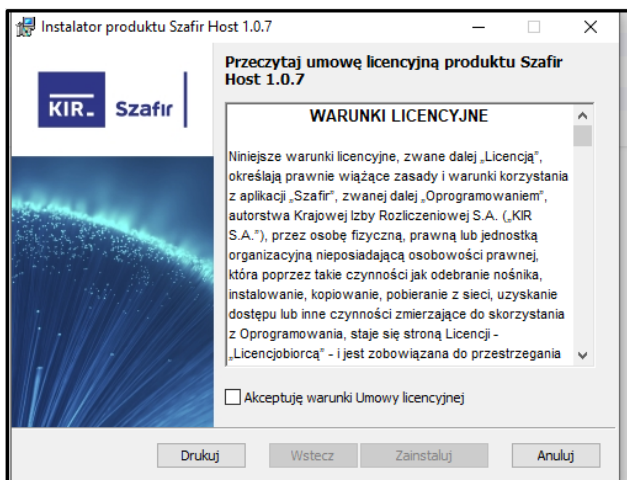 Instalator produktu Szafir Host 1.0.7
KIR Szafir
Przeczytaj umowę licencyjną produktu Szafir
Host 1.0.7
WARUNKI LICENCYJNE
Niniejsze warunki licencyjne, zwane dalej „Licencją”,
określają prawnie wiążące zasady i warunki korzystania
z aplikacji „Szafir”, zwanej dalej „Oprogramowaniem”,
autorstwa Krajowej Izby Rozliczeniowej S.A. („KIR
S.A.”), przez osobę fizyczną, prawną lub jednostką
organizacyjną nieposiadającą osobowości prawnej,
która poprzez takie czynności jak odebranie nośnika,
instalowanie, kopiowanie, pobieranie z sieci, uzyskanie
dostępu lub inne czynności zmierzające do skorzystania
z Oprogramowania, staje się stroną Licencji -
„Licencjobiorcą” - i jest zobowiązana do przestrzegania
Akceptuję warunki Umowy licencyjnej
Drukuj Wstecz Zainstaluj Anuluj